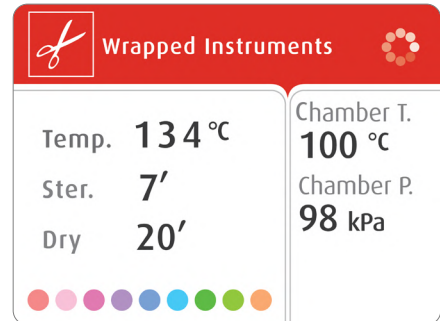 Wrapped Instruments
Temp. 134 °C
Ster. 7′
Dry 20′
Chamber T.
100 °C
Chamber P.
98 kPa